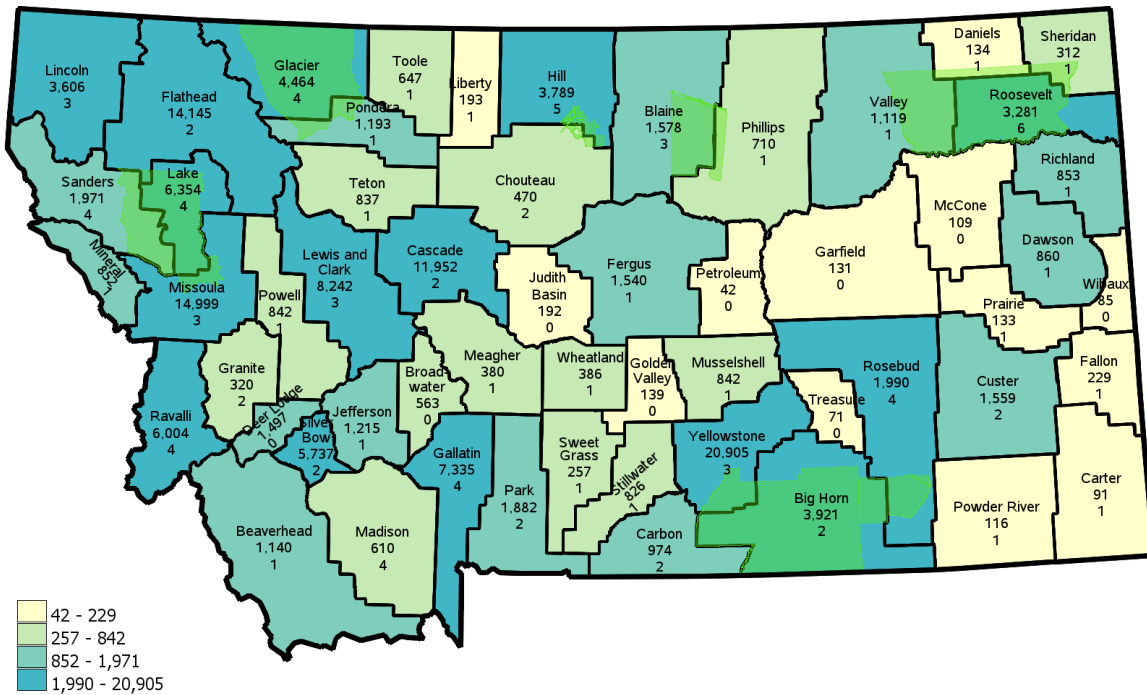 Lincoln
3,606
3
Flathead
14,145
2
Glacier
4,464
4
Toole
647
1
Liberty
193
1
Hill
3,789
5
Blaine
1,578
3
Phillips
710
1
Valley
1,119
1
Daniels
134
1
Sheridan
312
1
Roosevelt
3,281
6
Pondera
1,193
1
Sanders
1,971
4
Lake
6,354
4
Teton
837
1
Chouteau
470
2
McCone
109
0
Richland
853
1
Mineral
852
1
Missoula
14,999
3
Powell
842
1
Lewis and
Clark
8,242
3
Cascade
11,952
2
Judith
Basin
192
0
Fergus
1,540
1
Petroleum
42
0
Garfield
131
0
Dawson
860
1
Wibaux
85
0
Prairie
133
1
Granite
320
2
Broad-
water
563
0
Meagher
380
1
Wheatland
386
1
Golden
Valley
139
0
Musselshell
842
1
Treasure
71
0
Rosebud
1,990
4
Custer
1,559
2
Fallon
229
1
Ravalli
6,004
4
Deer Lodge
1,497
0
Silver
Bow
5,737
2
Jefferson
1,215
1
Gallatin
7,335
4
Park
1,882
2
Sweet
Grass
257
1
Stillwater
826
1
Yellowstone
20,905
3
Big Horn
3,921
2
Powder River
116
1
Carter
91
1
Beaverhead
1,140
1
Madison
610
4
Carbon
974
2
42 - 229
257 - 842
852 - 1,971
1,990 - 20,905